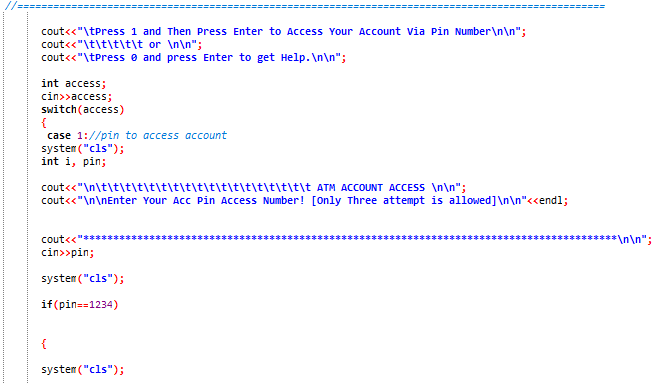 //==================================================================================================
cout<<"\tPress 1 and Then Press Enter to Access Your Account Via Pin Number\n\n";
cout<<"\t\t\t\t\t or \n\n";
cout<<"\tPress 0 and press Enter to get Help.\n\n";
int access;
cin>>access;
switch(access)
{
case 1://pin to access account
system("cls");
int i, pin;
cout<<"\n\t\t\t\t\t\t\t\t\t\t\t\t\t\t\t\t\t\t ATM ACCOUNT ACCESS \n\n";
cout<<"\n\nEnter Your Acc Pin Access Number! [Only Three attempt is allowed]\n\n"<<endl;
cout<<"*****************************************************************************************\n\n";
cin>>pin;
system("cls");
if(pin==1234)
{
system("cls");